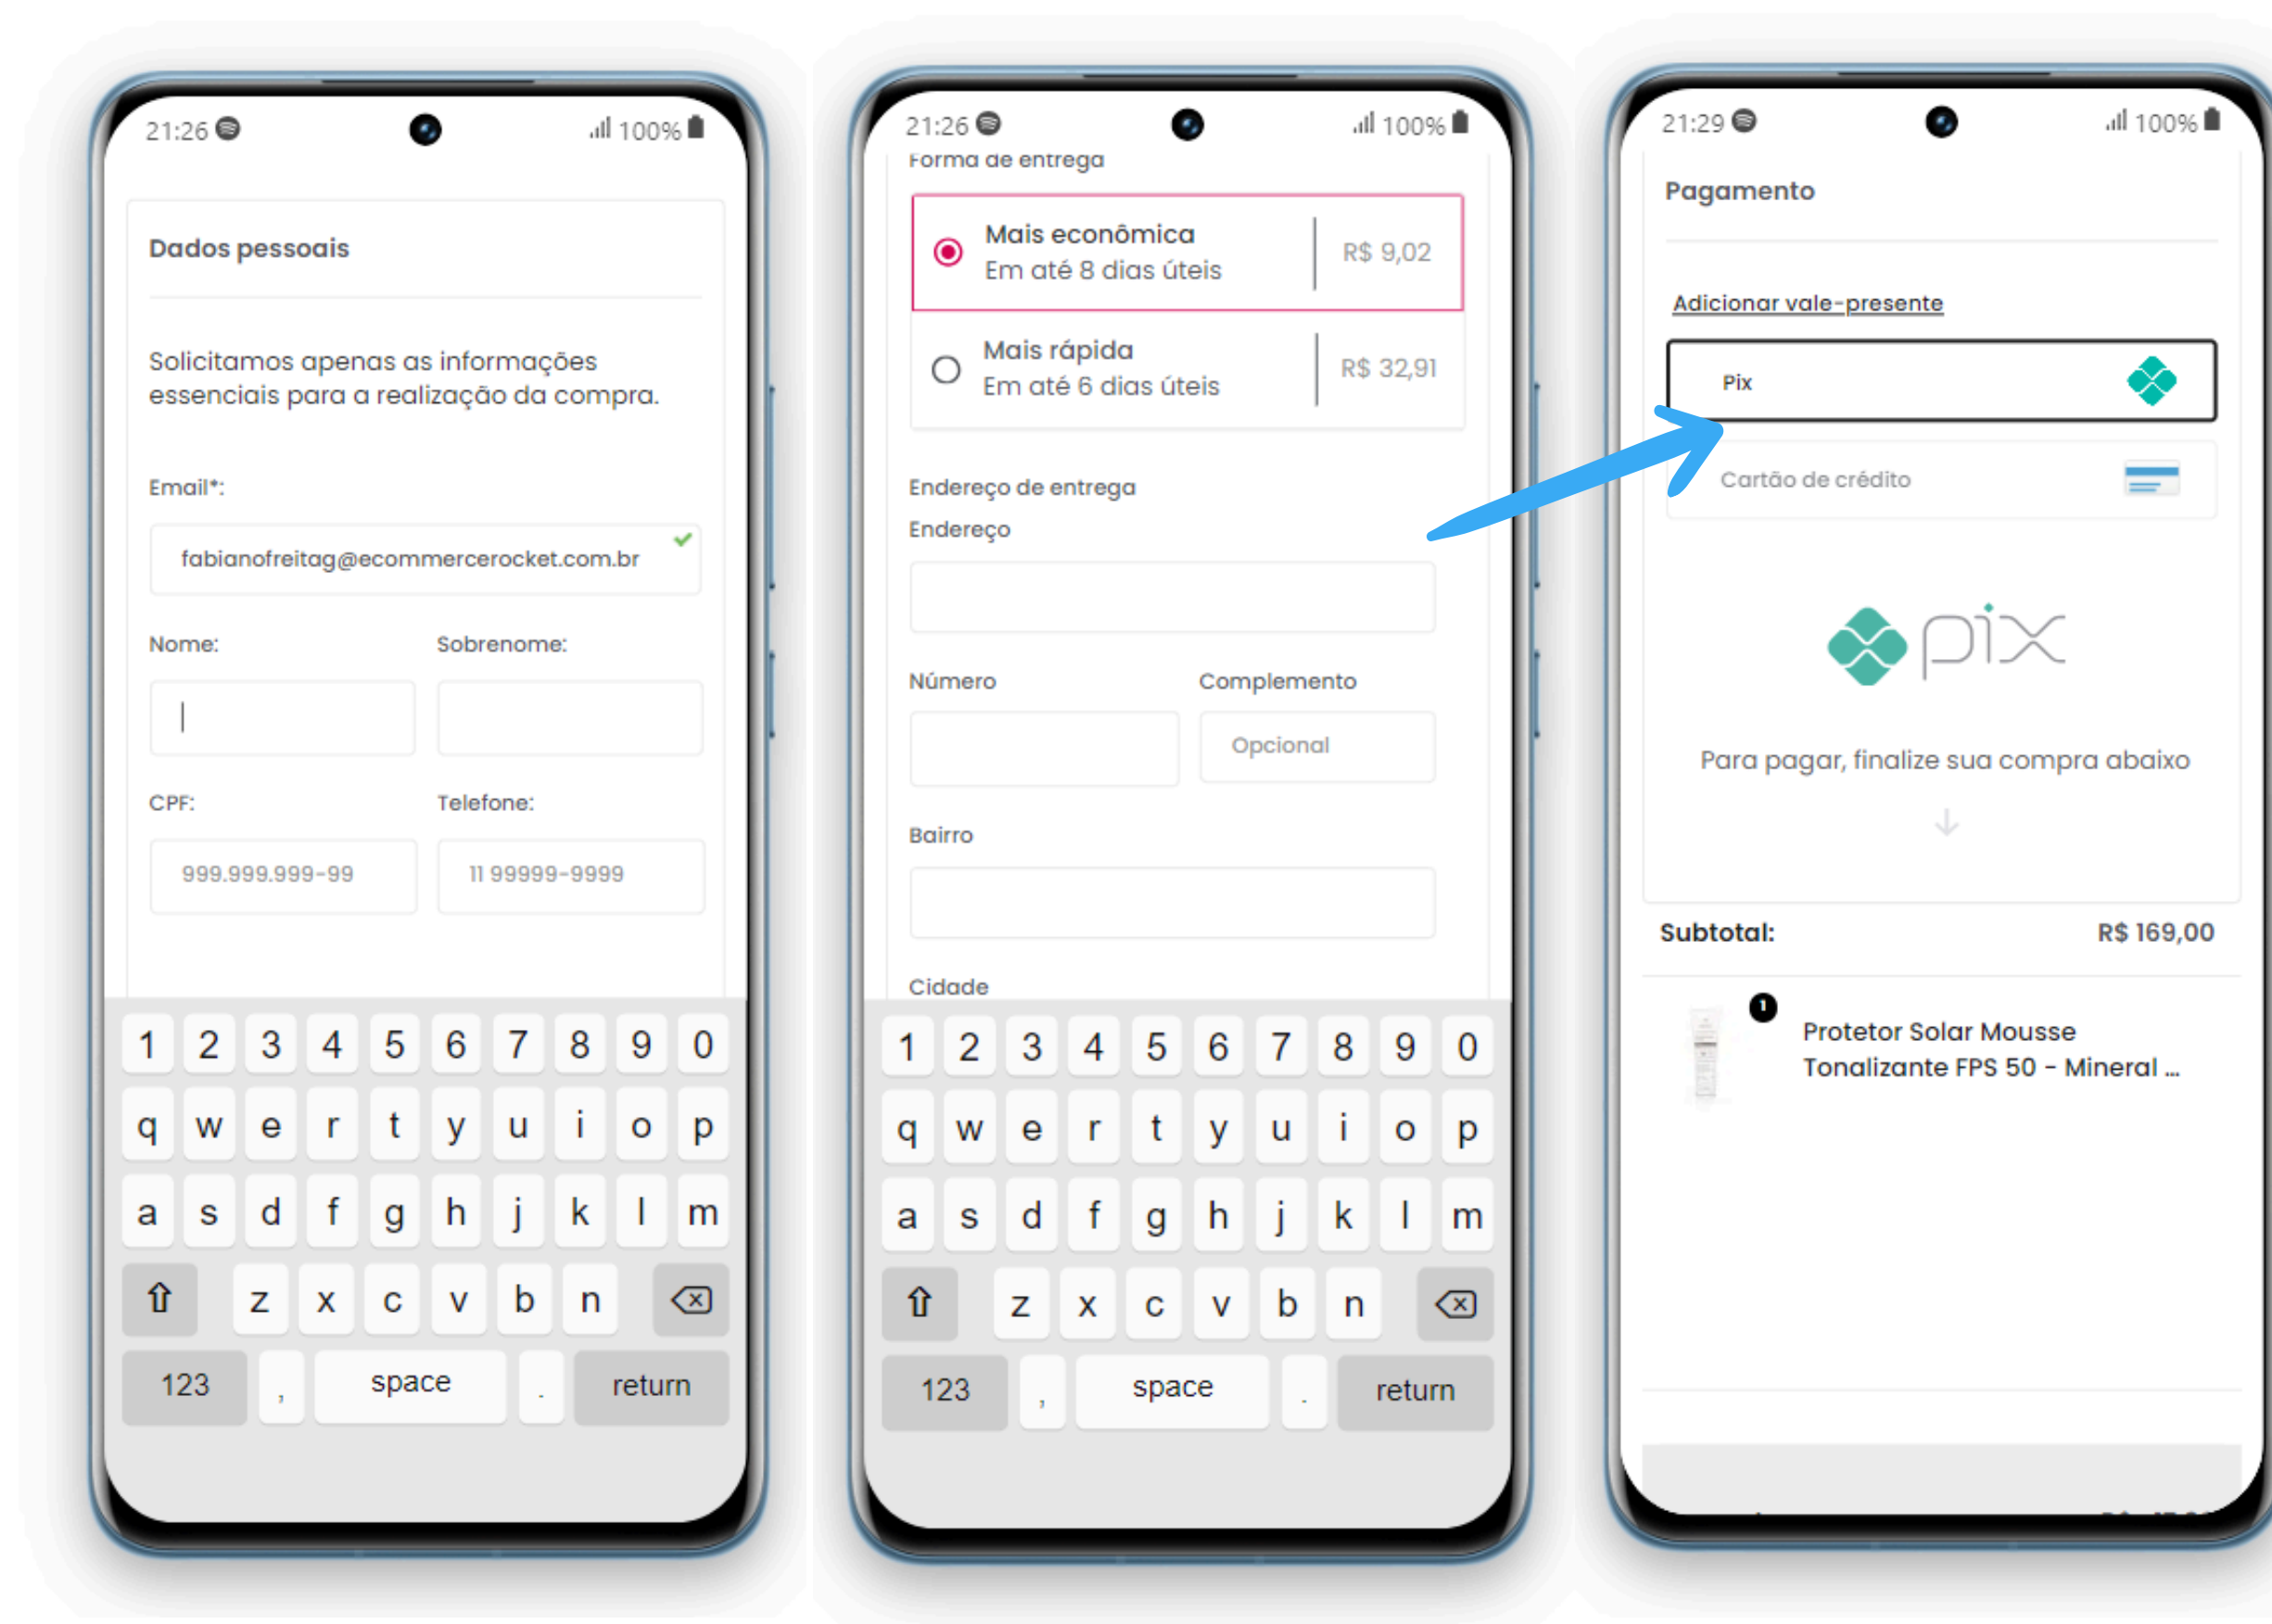 21:26
100%
Dados pessoais
Solicitamos apenas as informações
essenciais para a realização da compra.
Email*:
fabianofreitag@ecommercerocket.com.br
Nome:
Sobrenome:
CPF:
Telefone:
999.999.999-99
11 99999-9999
1 2 3 4 5 6 7 8 9 0
q w e r t y u i o p
a s d f g h j k l m
z x c v b n
123 , space . return
21:26
100%
Forma de entrega
Mais econômica
Em até 8 dias úteis
R$ 9,02
Mais rápida
Em até 6 dias úteis
R$ 32,91
Endereço de entrega
Endereço
Número
Complemento
Opcional
Bairro
Cidade
1 2 3 4 5 6 7 8 9 0
q w e r t y u i o p
a s d f g h j k l m
z x c v b n
123 , space . return
21:29
100%
Pagamento
Adicionar vale-presente
Pix
Cartão de crédito
pix
Para pagar, finalize sua compra abaixo
Subtotal:
R$ 169,00
1
Protetor Solar Mousse
Tonalizante FPS 50 - Mineral ...